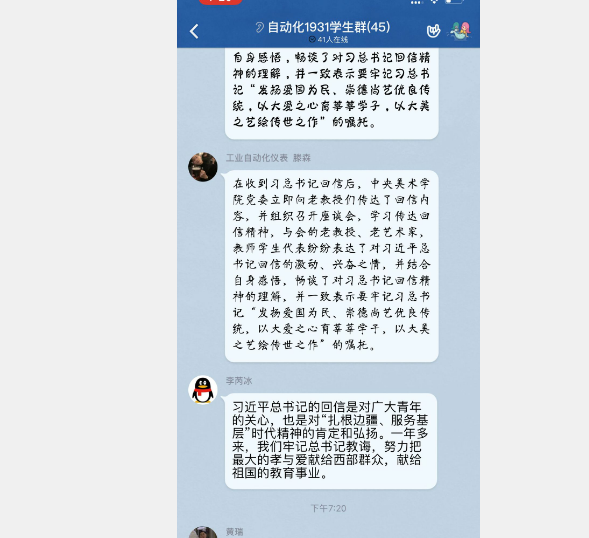 自动化1931学生群(45)
41人在线
自身感悟，畅谈了对习总书记回信精
神的理解，并一致表示要牢记习总书
记“发扬爱国为民、崇德尚艺优良传
统，以大爱之心育莘莘学子，以大美
之艺绘传世之作”的嘱托。
工业自动化仪表 滕森
在收到习总书记回信后，中央美术学
院党委立即向老教授们传达了回信内
容，并组织召开座谈会，学习传达回
信精神，与会的老教授、老艺术家，
教师学生代表纷纷表达了对习近平总
书记回信的激动、兴奋之情，并结合
自身感悟，畅谈了对习总书记回信精
神的理解，并一致表示要牢记习总书
记“发扬爱国为民、崇德尚艺优良传
统，以大爱之心育莘莘学子，以大美
之艺绘传世之作”的嘱托。
李芮冰
习近平总书记的回信是对广大青年
的关心，也是对“扎根边疆、服务基
层”时代精神的肯定和弘扬。一年多
来，我们牢记总书记教诲，努力把
最大的孝与爱献给西部群众，献给
祖国的教育事业。
下午7:20
黄瑞